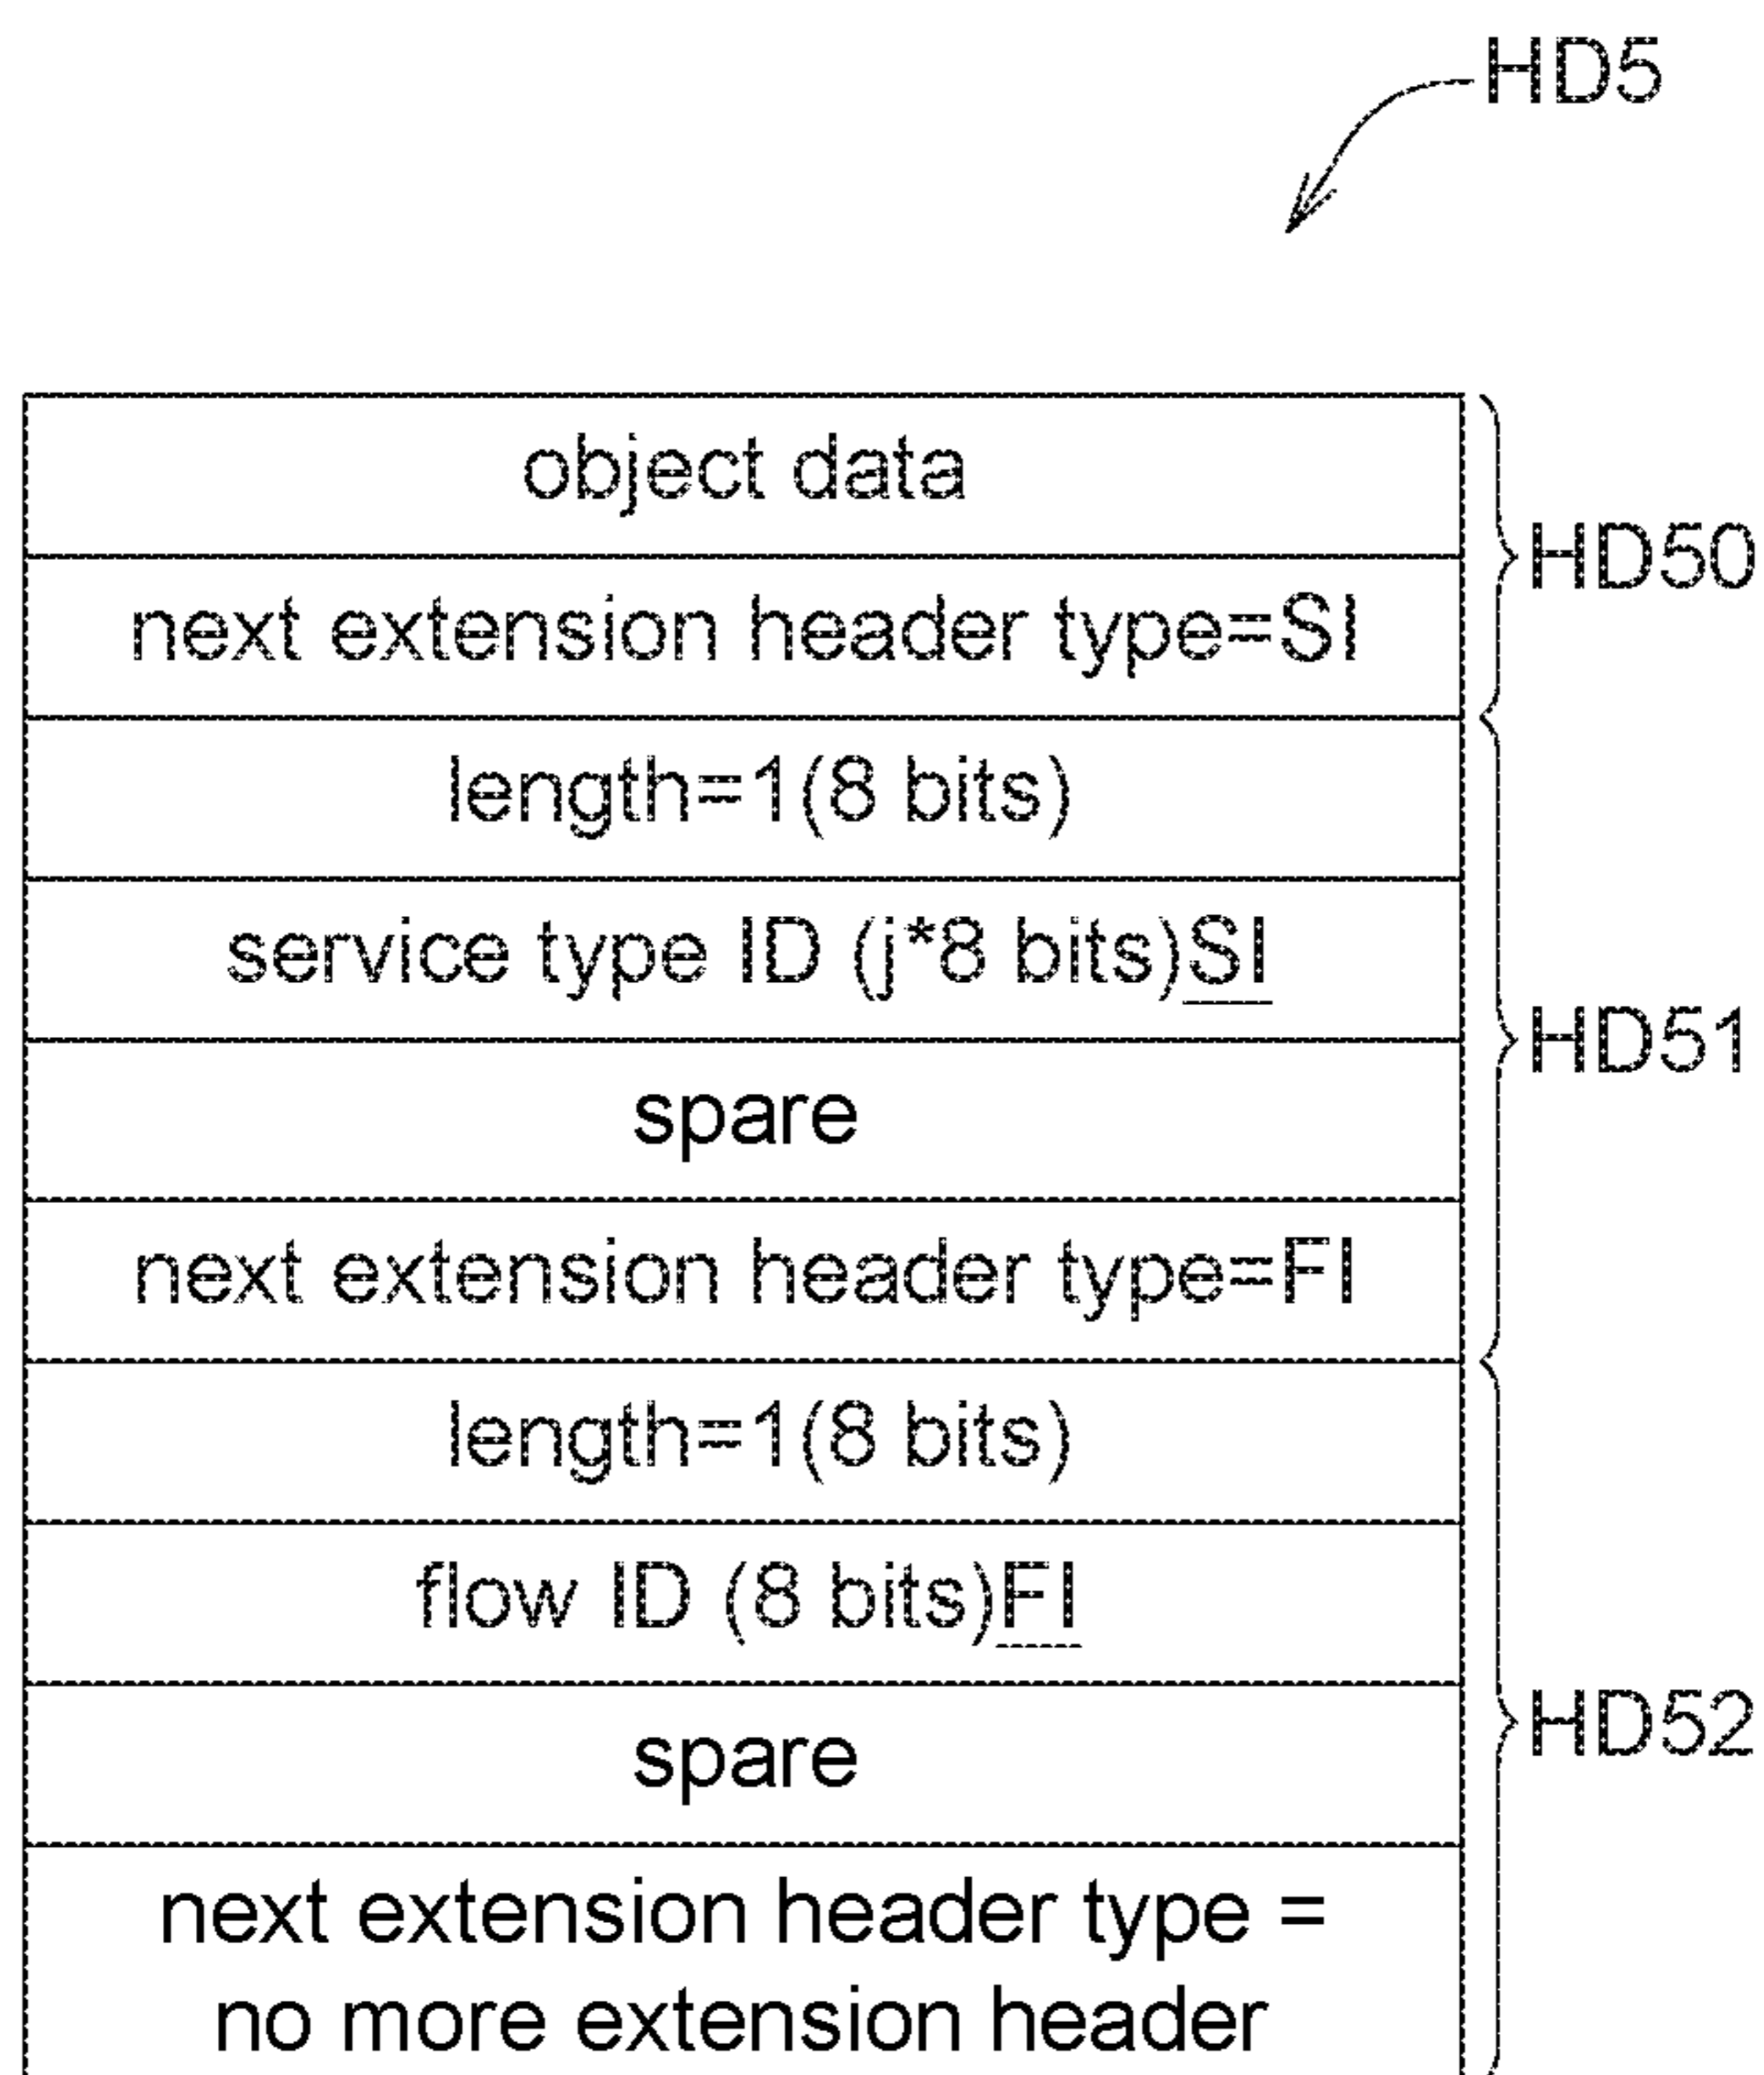 HD5
object data
HD50
next extension header type=SI
length=1(8 bits)
service type ID (j*8 bits)SI
HD51
spare
next extension header type=FI
length=1(8 bits)
flow ID (8 bits)FI
HD52
spare
next extension header type =
no more extension header